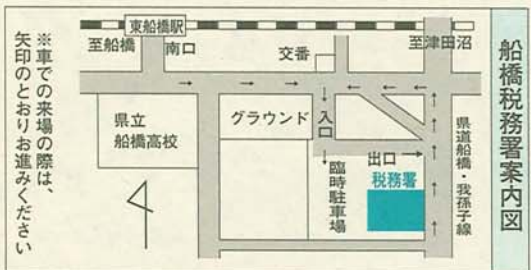 船橋税務署案内図
東船橋駅
至船橋
南口
交番
至津田沼
県立
船橋高校
グラウンド
入口
出口
税務署
臨時駐車場
県道船橋・我孫子線
※車での来場の際は、
矢印のとおりお進みください